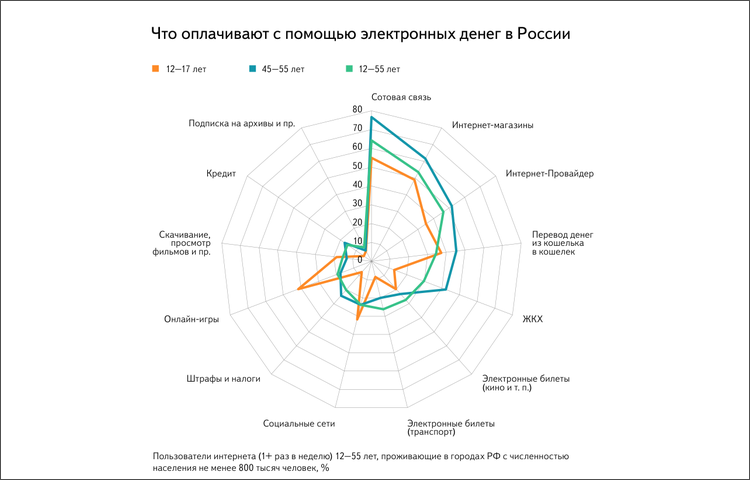 Что оплачивают с помощью электронных денег в России
12—17 лет
45—55 лет
12—55 лет
Сотовая связь
80
Подписка на архивы и пр.
Интернет-магазины
70
60
Кредит
Интернет-Провайдер
50
40
30
Скачивание,
просмотр
фильмов и пр.
20
Перевод денег
из кошелька
в кошелек
10
0
Онлайн-игры
ЖКХ
Штрафы и налоги
Электронные билеты
(кино и т. п.)
Социальные сети
Электронные билеты
(транспорт)
Пользователи интернета (1+ раз в неделю) 12—55 лет, проживающие в городах РФ с численностью
населения не менее 800 тысяч человек, %